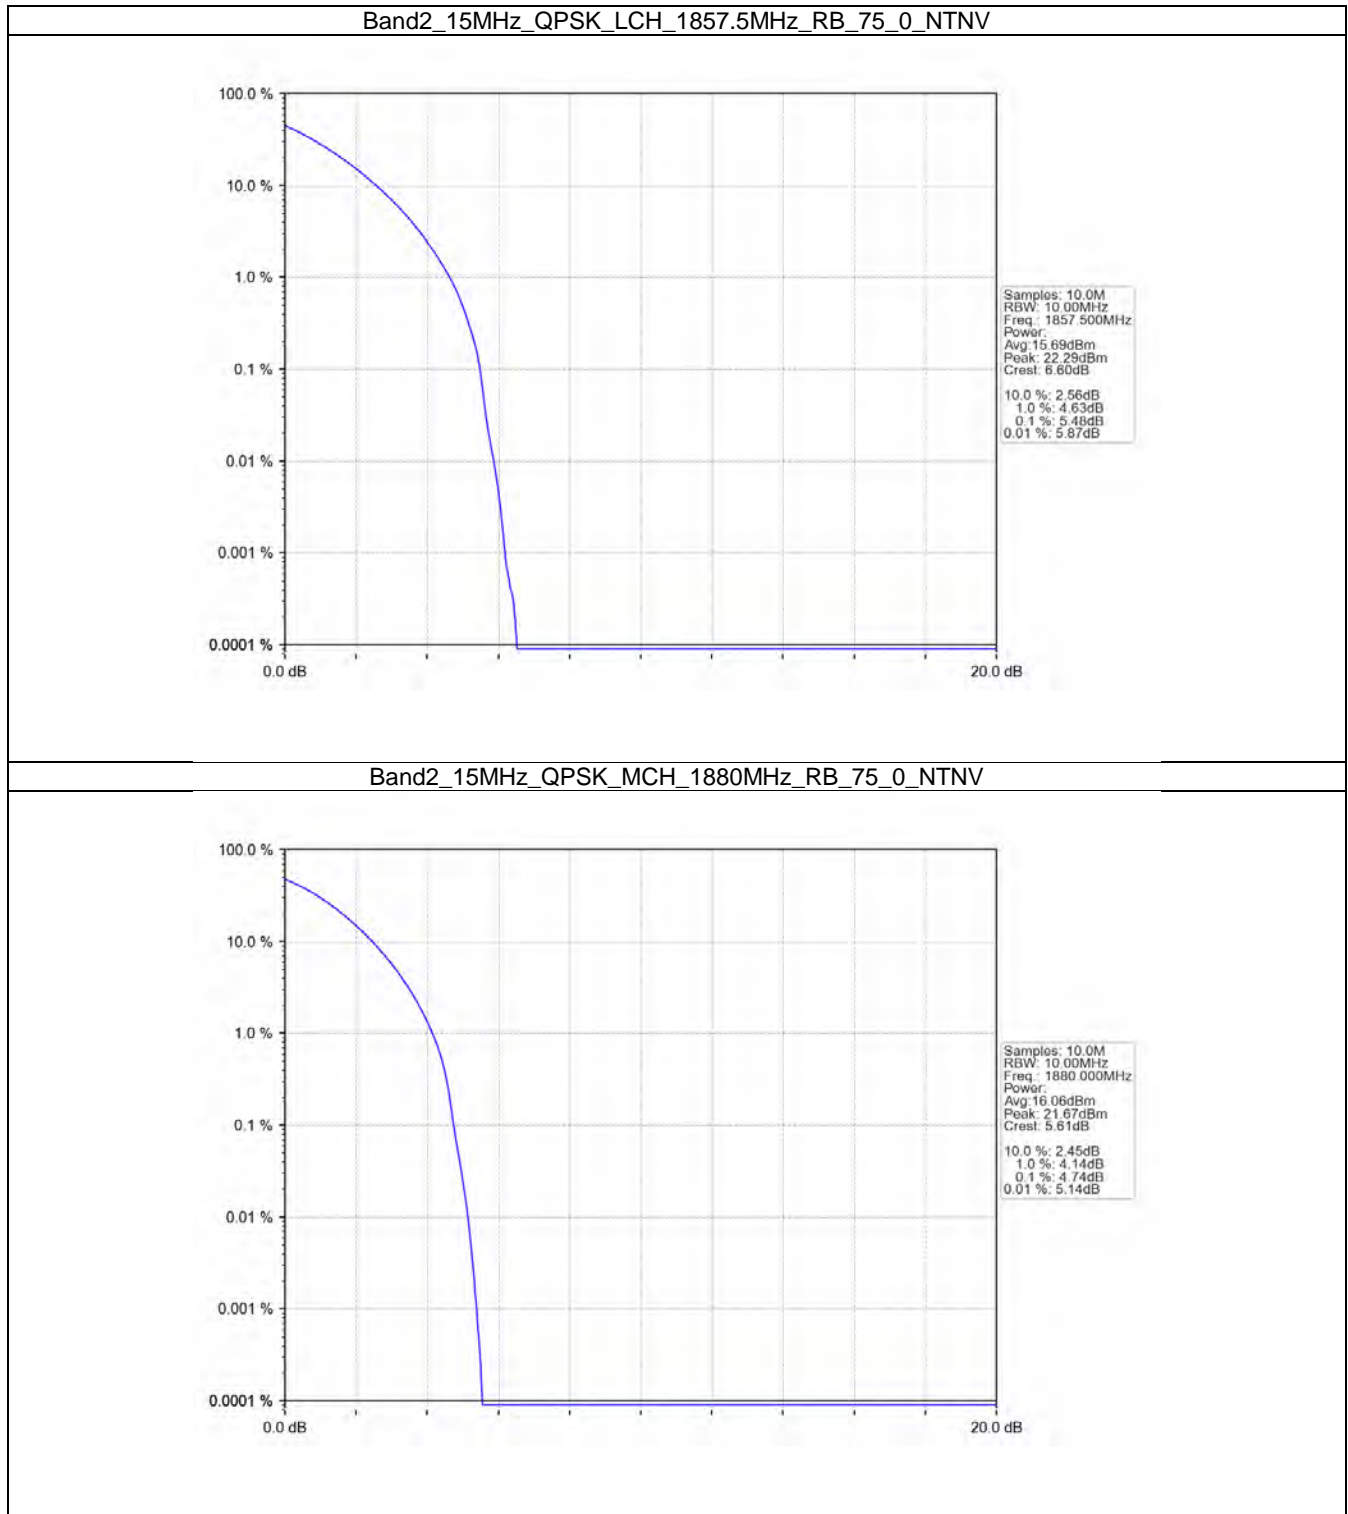 Band2_15MHz_QPSK_LCH_1857.5MHz_RB_75_0_NTNV
100.0 %
10.0 %
1.0 %
0.1 %
0.01 %
0.001 %
0.0001 %
0.0 dB
20.0 dB
Samples: 10.0M
RBW: 10.00MHz
Freq.: 1857.500MHz
Power:
Avg:15.69dBm
Peak: 22.29dBm
Crest: 6.60dB
10.0 %: 2.56dB
1.0 %: 4.63dB
0.1 %: 5.48dB
0.01 %: 5.87dB
Band2_15MHz_QPSK_MCH_1880MHz_RB_75_0_NTNV
100.0 %
10.0 %
1.0 %
0.1 %
0.01 %
0.001 %
0.0001 %
0.0 dB
20.0 dB
Samples: 10.0M
RBW: 10.00MHz
Freq.: 1880.000MHz
Power:
Avg:16.06dBm
Peak: 21.67dBm
Crest: 5.61dB
10.0 %: 2.45dB
1.0 %: 4.14dB
0.1 %: 4.74dB
0.01 %: 5.14dB